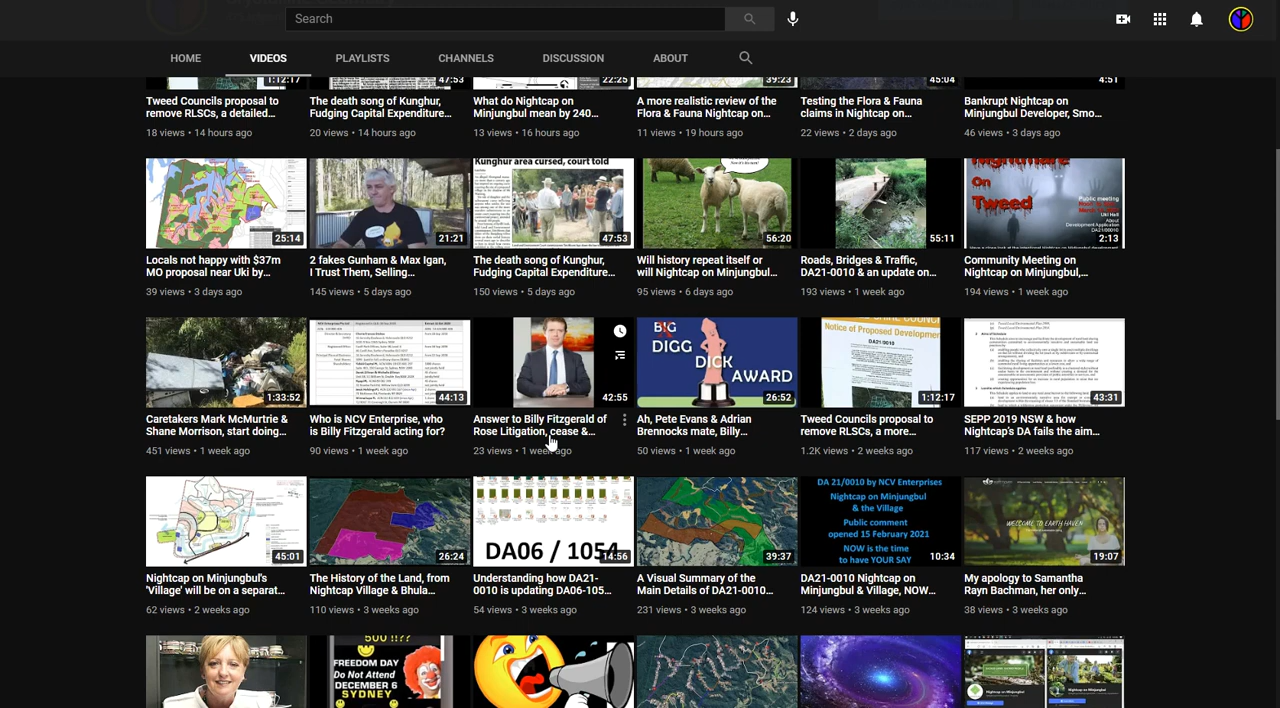 Search
HOME VIDEOS PLAYLISTS CHANNELS DISCUSSION ABOUT
1:12:17 47:53 22:25 39:23 45:04 4:51
Tweed Councils proposal to
remove RLSCs, a detailed...
18 views • 14 hours ago
The death song of Kunghur,
Fudging Capital Expenditure...
20 views • 14 hours ago
What do Nightcap on
Minjungbul mean by 240...
13 views • 16 hours ago
A more realistic review of the
Flora & Fauna Nightcap on...
11 views • 19 hours ago
Testing the Flora & Fauna
claims in Nightcap on...
22 views • 2 days ago
Bankrupt Nightcap on
Minjungbul Developer, Smo...
46 views • 3 days ago
25:14
Locals not happy with $37m
MO proposal near Uki by...
39 views • 3 days ago
21:21
2 fakes Gunham & Max Igan,
I Trust Them, Selling...
145 views • 5 days ago
Kunghur area cursed, court told
47:53
The death song of Kunghur,
Fudging Capital Expenditure...
150 views • 5 days ago
56:20
Will history repeat itself or
will Nightcap on Minjungbul...
95 views • 6 days ago
55:11
Roads, Bridges & Traffic,
DA21-0010 & an update on...
193 views • 1 week ago
Nightmare
On
Tweed
Public meeting
Uki Hall
About
Development Application
DA21/0010
2:13
Community Meeting on
Nightcap on Minjungbul,...
194 views • 1 week ago
1:33:56
Caretakers Mark McMurtrie &
Shane Morrison, start doing...
451 views • 1 week ago
44:13
Who is NCV Enterprise, who
is Billy Fitzgerald acting for?
90 views • 1 week ago
42:55
Answer to Billy Fitzgerald of
Rose Litigation, cease &...
23 views • 1 week ago
BIG
DIGG
DICK
AWARD
26:52
Ah, Pete Evans & Adrian
Brennocks mate, Billy...
50 views • 1 week ago
Notice of Proposed Developme
DA21/0010
1:12:17
Tweed Councils proposal to
remove RLSCs, a more...
1.2K views • 2 weeks ago
43:31
SEPP 2019 NSW & how
Nightcap's DA fails the aim...
117 views • 2 weeks ago
45:01
Nightcap on Minjungbul's
'Village' will be on a separat...
62 views • 2 weeks ago
26:24
The History of the Land, from
Nightcap Village & Bhula...
110 views • 3 weeks ago
DA06 / 1054
14:56
Understanding how DA21-
0010 is updating DA06-105...
54 views • 3 weeks ago
39:37
A Visual Summary of the
Main Details of DA21-0010...
231 views • 3 weeks ago
DA 21/0010 by NCV Enterprises
Nightcap on Minjungbul
& the Village
Public comment
opened 15 February 2021
NOW is the time
to have YOUR SAY
10:34
DA21-0010 Nightcap on
Minjungbul & Village, NOW...
124 views • 3 weeks ago
WELCOME TO EARTH HAVEN
19:07
My apology to Samantha
Rayn Bachman, her only...
38 views • 3 weeks ago
500 !!??
FREEDOM DAY
Do Not Attend
DECEMBER 6
SYDNEY